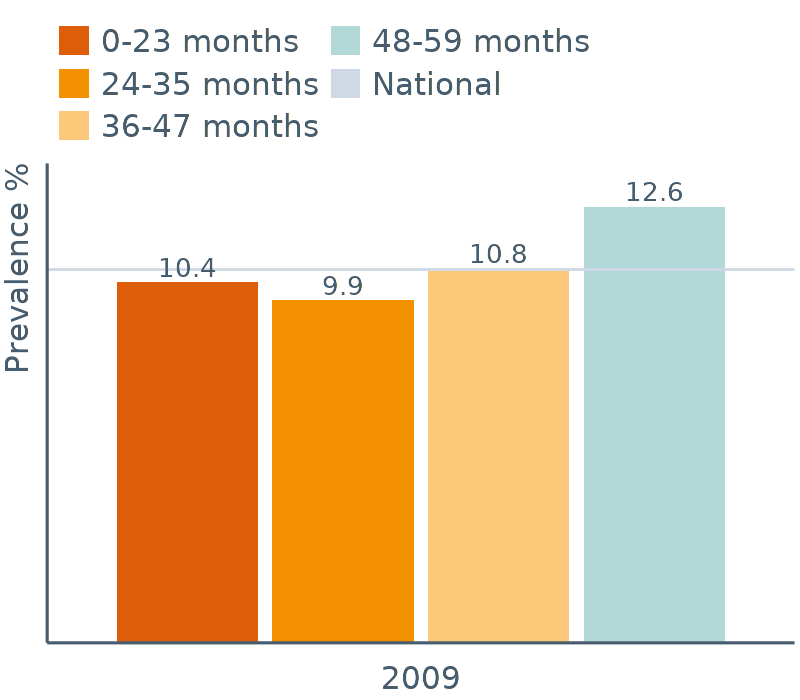 0-23 months
24-35 months
36-47 months
48-59 months
National
Prevalence %
10.4
9.9
10.8
12.6
2009